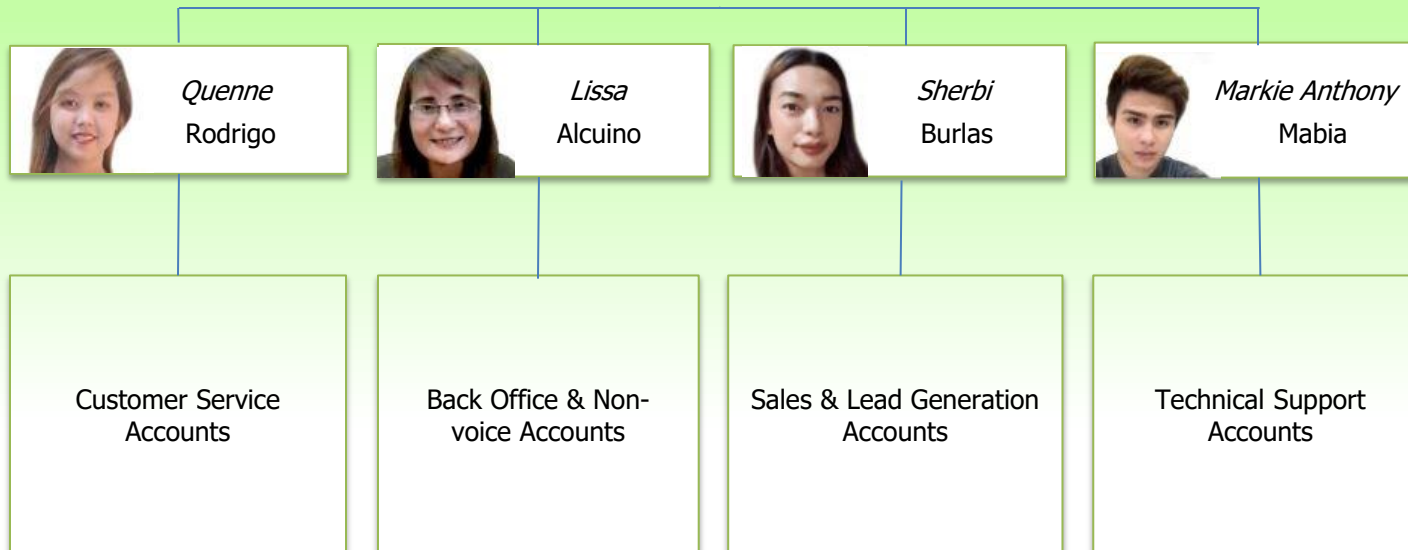 Quenne
Rodrigo
Lissa
Alcuino
Sherbi
Burlas
Markie Anthony
Mabia
Customer Service
Accounts
Back Office & Non-
voice Accounts
Sales & Lead Generation
Accounts
Technical Support
Accounts